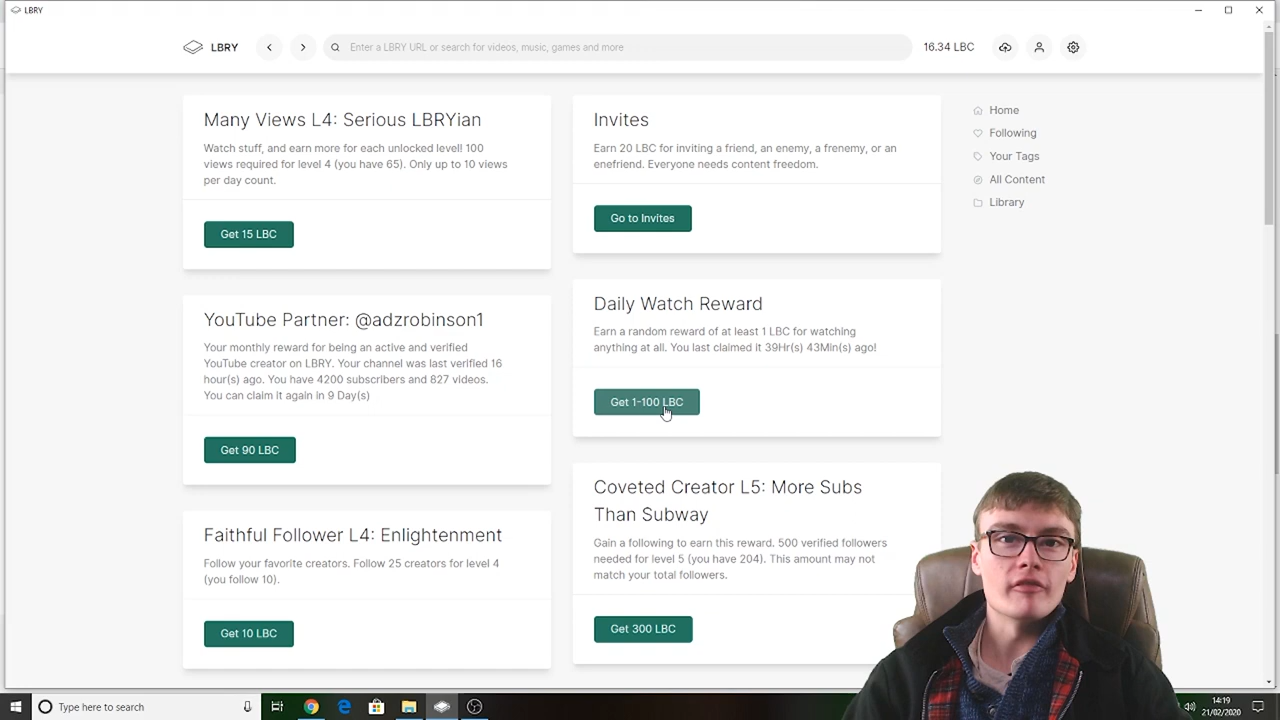 LBRY
LBRY
Enter a LBRY URL or search for videos, music, games and more
16.34 LBC
Many Views L4: Serious LBRYian
Watch stuff, and earn more for each unlocked level! 100
views required for level 4 (you have 65). Only up to 10 views
per day count.
Get 15 LBC
YouTube Partner: @adzrobinson1
Your monthly reward for being an active and verified
YouTube creator on LBRY. Your channel was last verified 16
hour(s) ago. You have 4200 subscribers and 827 videos.
You can claim it again in 9 Day(s)
Get 90 LBC
Faithful Follower L4: Enlightenment
Follow your favorite creators. Follow 25 creators for level 4
(you follow 10).
Get 10 LBC
Invites
Earn 20 LBC for inviting a friend, an enemy, a frenemy, or an
enefriend. Everyone needs content freedom.
Go to Invites
Daily Watch Reward
Earn a random reward of at least 1 LBC for watching
anything at all. You last claimed it 39Hr(s) 43Min(s) ago!
Get 1-100 LBC
Coveted Creator L5: More Subs
Than Subway
Gain a following to earn this reward. 500 verified followers
needed for level 5 (you have 204). This amount may not
match your total followers.
Get 300 LBC
Home
Following
Your Tags
All Content
Library
Type here to search
14:19
21/02/2020